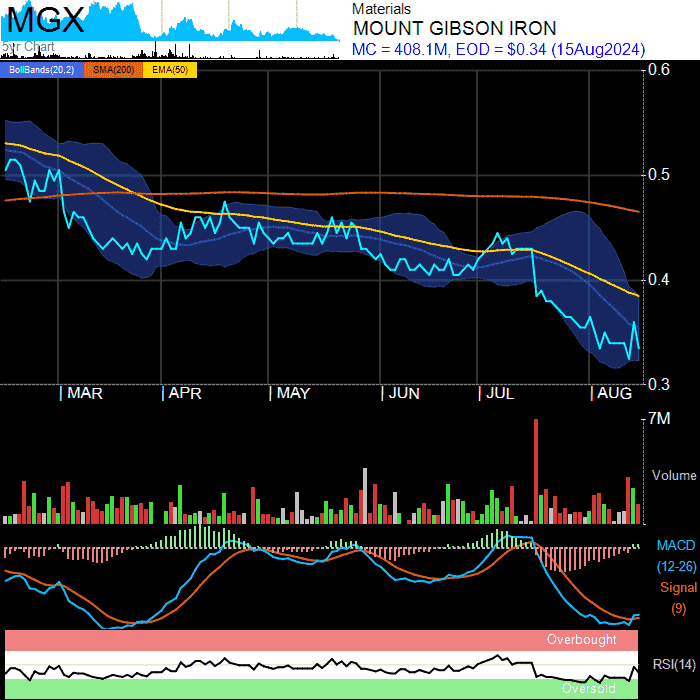 MGX
5yr Chart
Materials
MOUNT GIBSON IRON
MC = 408.1M, EOD = $0.34 (15Aug2024)
BollBands(20,2) SMA(200) EMA(50)
0.6
0.5
0.4
0.3
MAR APR MAY JUN JUL AUG
7M
Volume
MACD
(12-26)
Signal
(9)
Overbought
RSI(14)
Oversold